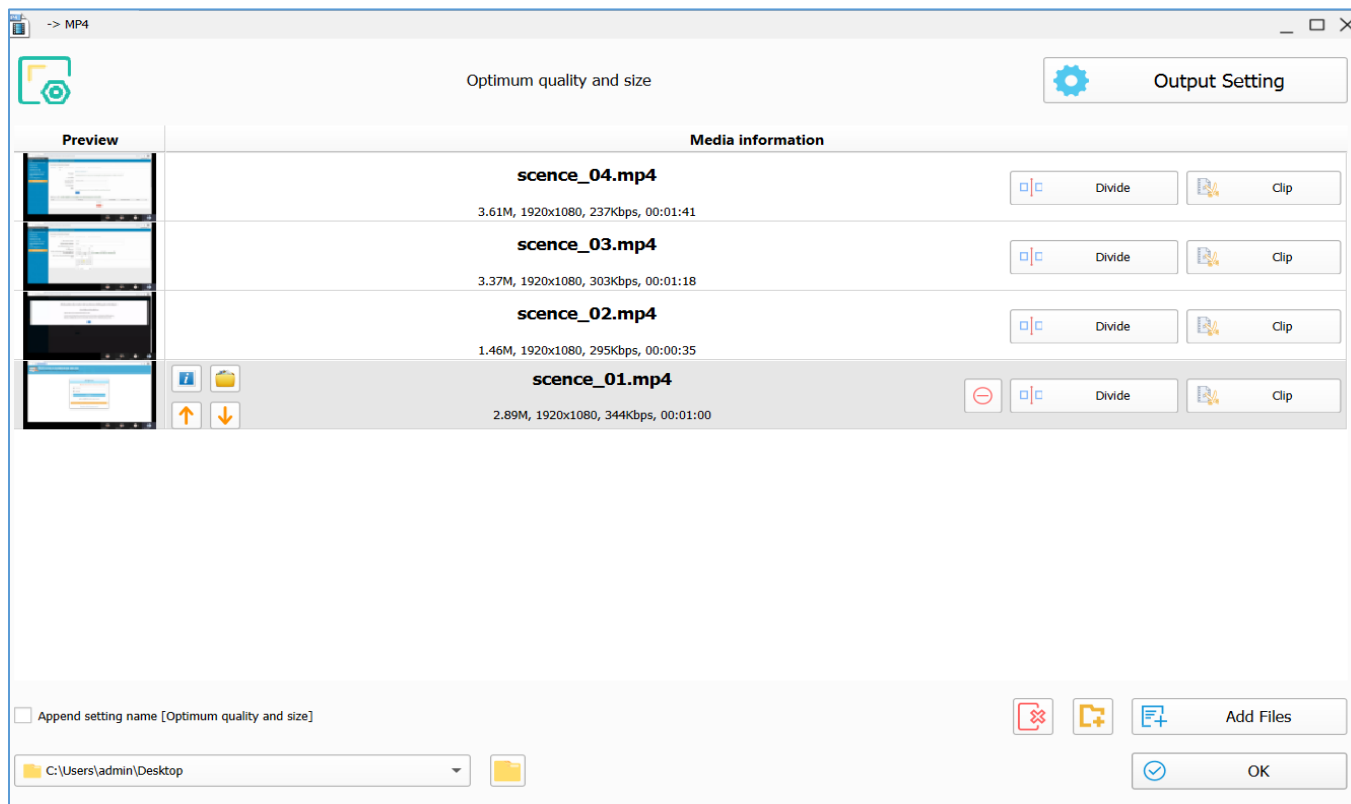 -> MP4
Optimum quality and size
Output Setting
Preview
Media information
scence_04.mp4
Divide
Clip
3.61M, 1920x1080, 237Kbps, 00:01:41
scence_03.mp4
Divide
Clip
3.37M, 1920x1080, 303Kbps, 00:01:18
scence_02.mp4
Divide
Clip
1.46M, 1920x1080, 295Kbps, 00:00:35
scence_01.mp4
Divide
Clip
2.89M, 1920x1080, 344Kbps, 00:01:00
Append setting name [Optimum quality and size]
Add Files
C:\Users\admin\Desktop
OK